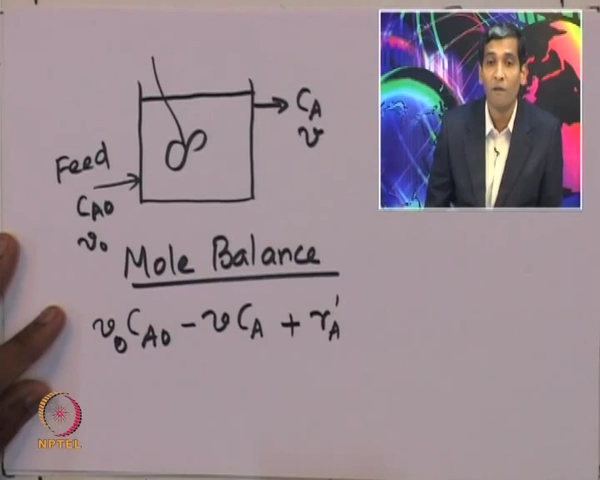 C_A
v
Feed
C_A0
v_0
Mole Balance
v_0 C_A0 - v C_A + r_A'
NPTEL